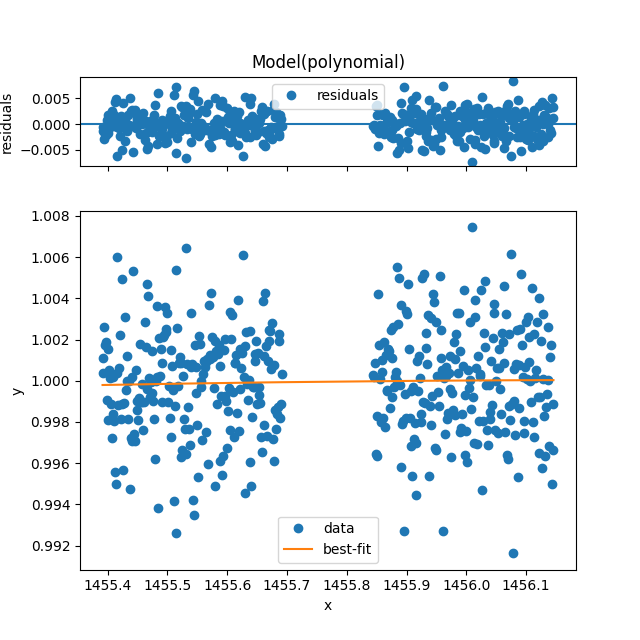 Model(polynomial)
residuals
0.005
0.000
−0.005
residuals
1.008
1.006
1.004
1.002
1.000
0.998
0.996
0.994
0.992
y
data
best-fit
1455.4 1455.5 1455.6 1455.7 1455.8 1455.9 1456.0 1456.1
x